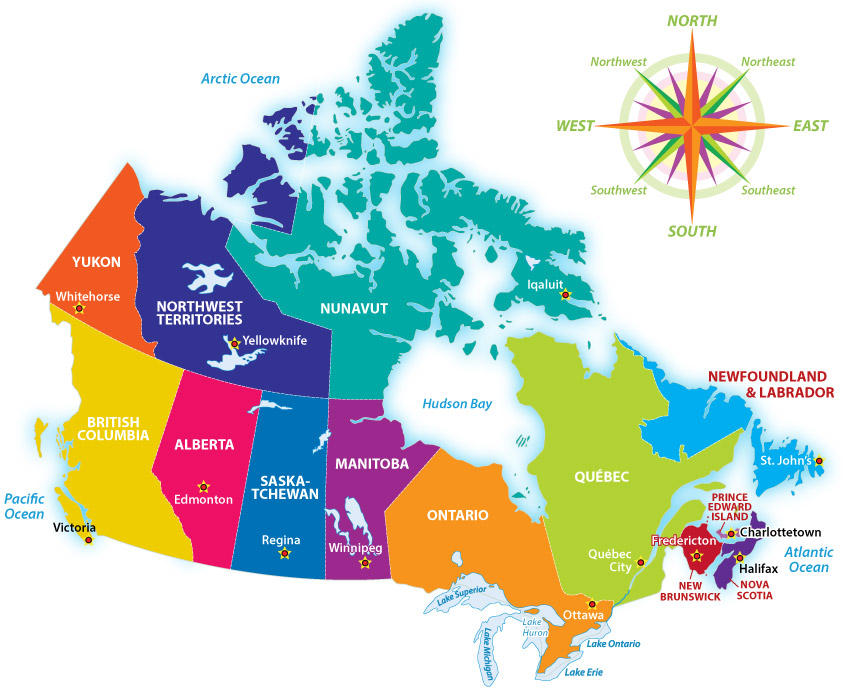 NORTH
Arctic Ocean
Northwest
Northeast
WEST
EAST
Southwest
Southeast
SOUTH
YUKON
Whitehorse
NORTHWEST
TERRITORIES
Yellowknife
NUNAVUT
Iqaluit
Hudson Bay
NEWFOUNDLAND
& LABRADOR
St. John's
BRITISH
COLUMBIA
ALBERTA
Edmonton
SASKA-
TCHEWAN
Regina
MANITOBA
Winnipeg
ONTARIO
QUÉBEC
Pacific
Ocean
Victoria
PRINCE
EDWARD
ISLAND
Charlottetown
Fredericton
Québec
City
Atlantic
Ocean
Halifax
NEW
BRUNSWICK
NOVA
SCOTIA
Ottawa
Lake Superior
Lake
Huron
Lake Michigan
Lake Ontario
Lake Erie